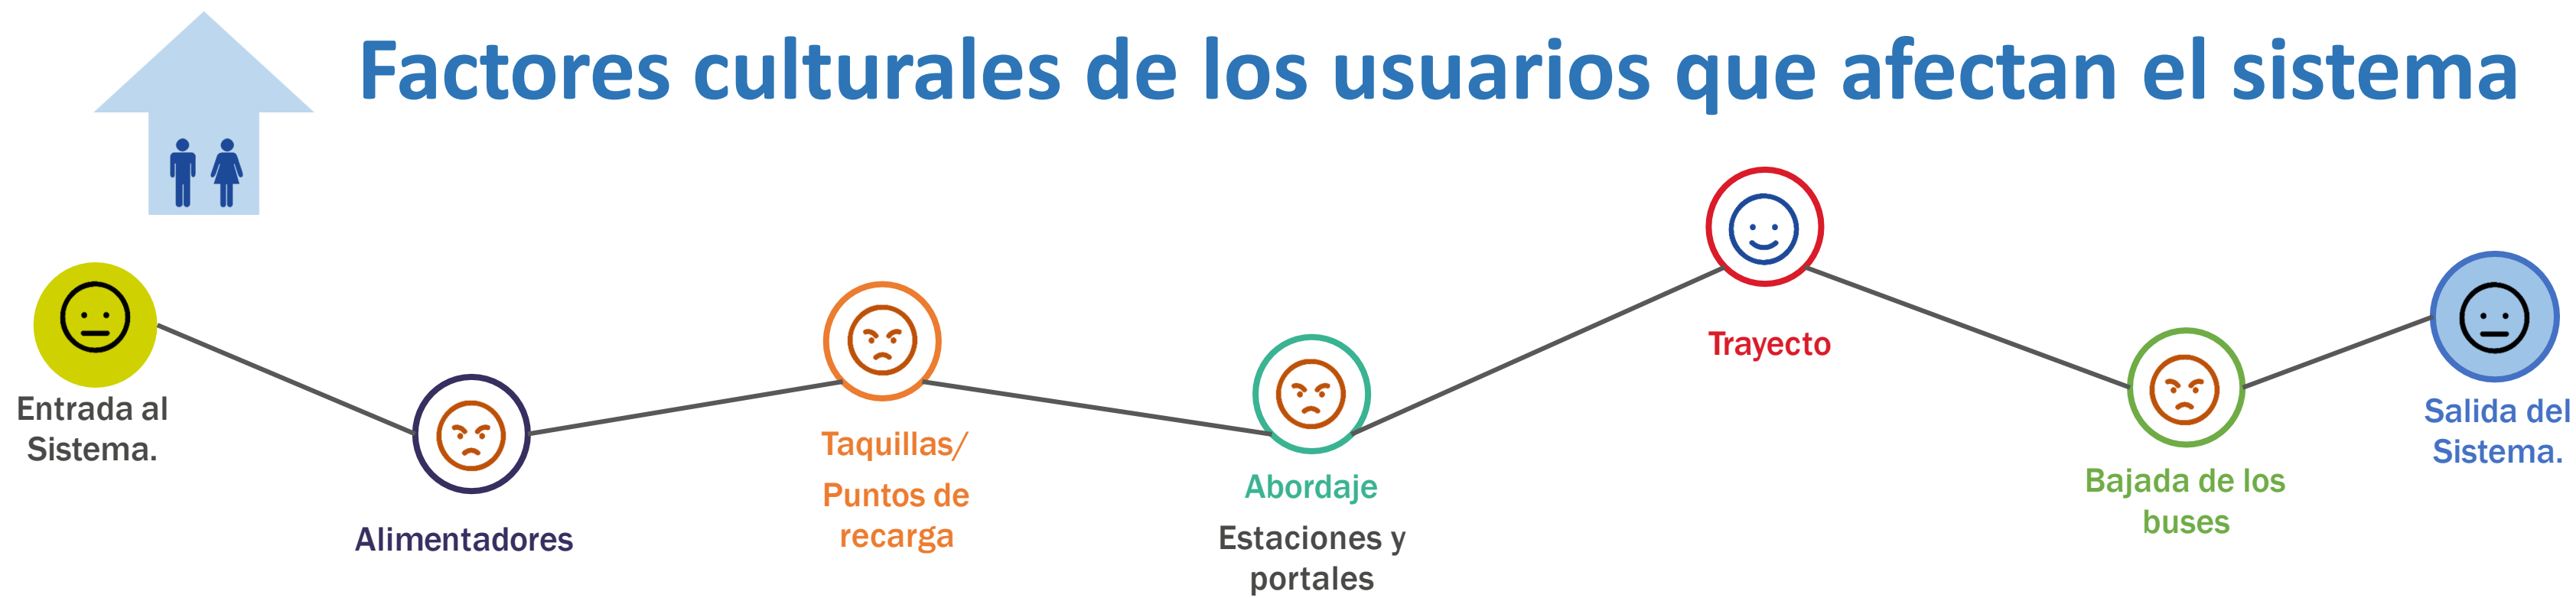 Factores culturales de los usuarios que afectan el sistema
Entrada al
Sistema.
Alimentadores
Taquillas/
Puntos de
recarga
Abordaje
Estaciones y
portales
Trayecto
Bajada de los
buses
Salida del
Sistema.